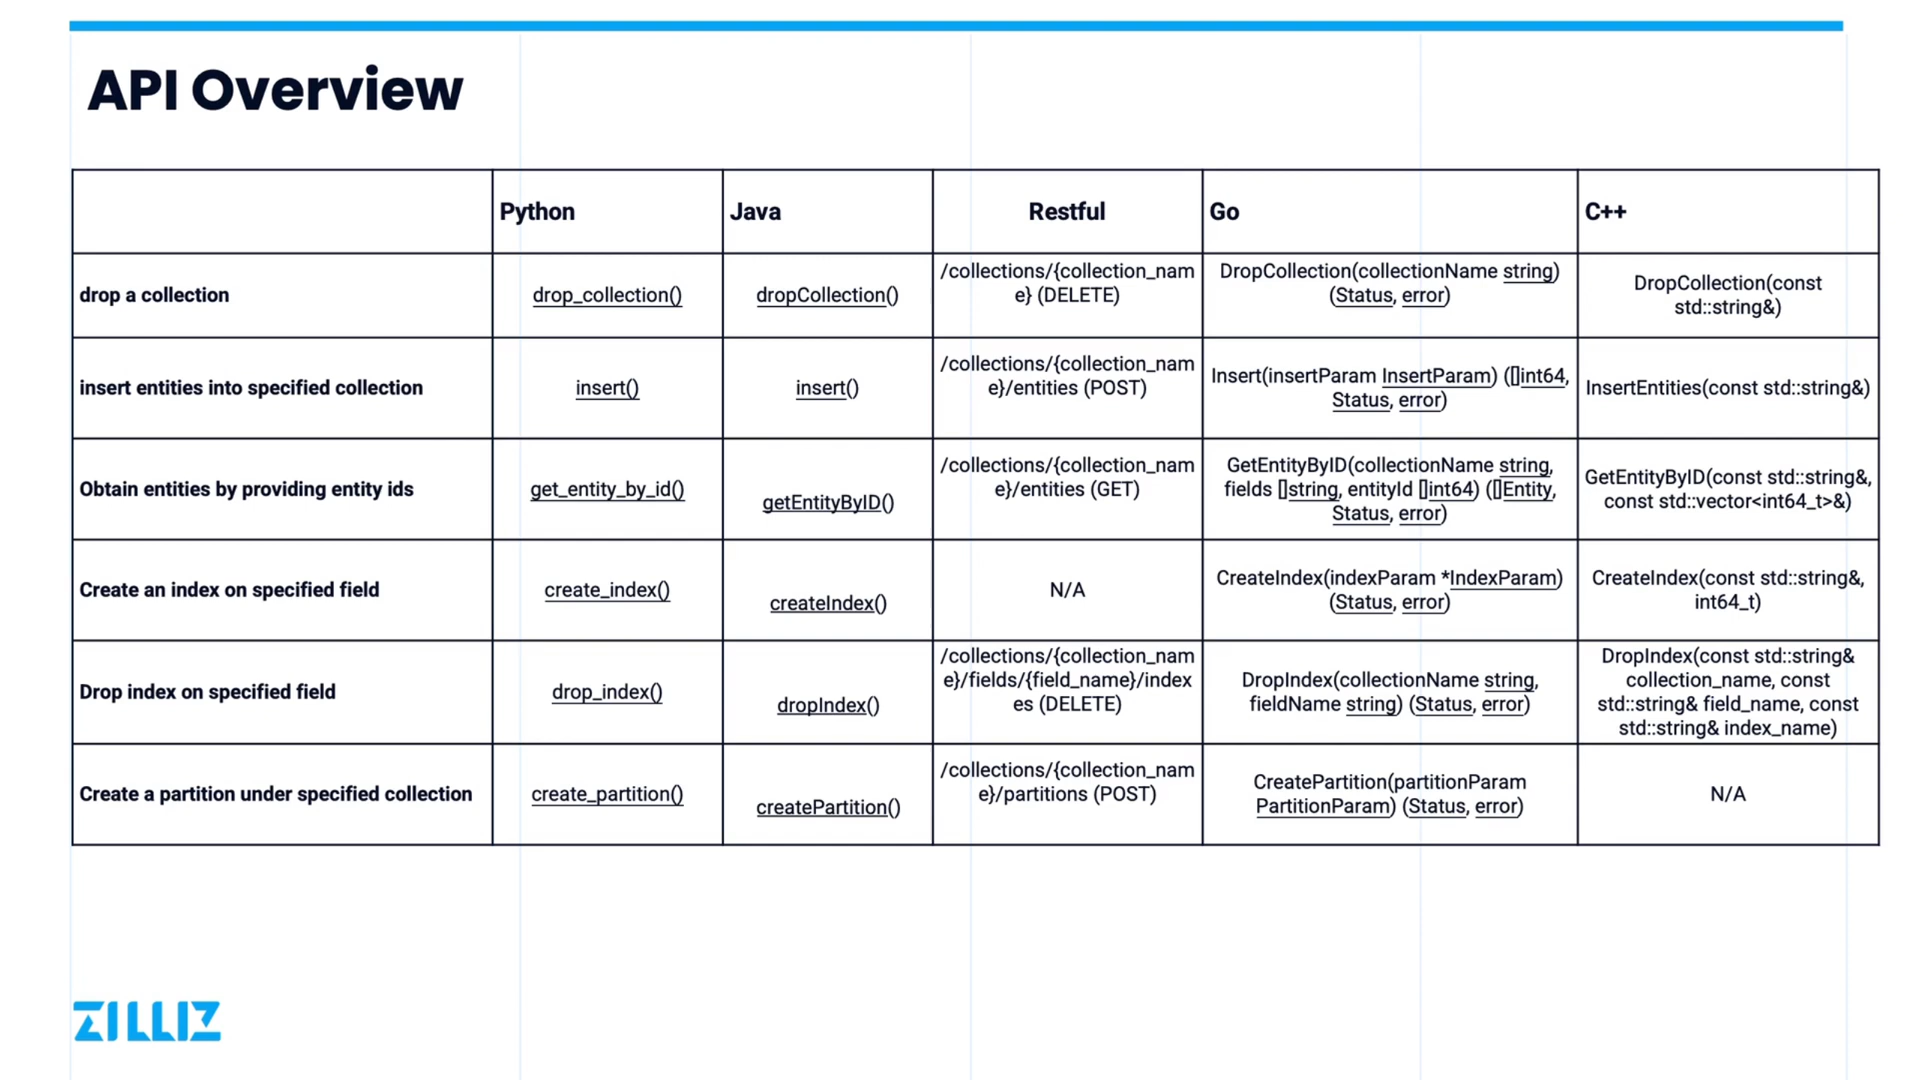 API Overview
Python
Java
Restful
Go
C++
drop a collection
drop_collection()
dropCollection()
/collections/{collection_nam
e} (DELETE)
DropCollection(collectionName string)
(Status, error)
DropCollection(const
std::string&)
insert entities into specified collection
insert()
insert()
/collections/{collection_nam
e}/entities (POST)
Insert(insertParam InsertParam) ([]int64,
Status, error)
InsertEntities(const std::string&)
Obtain entities by providing entity ids
get_entity_by_id()
getEntityByID()
/collections/{collection_nam
e}/entities (GET)
GetEntityByID(collectionName string,
fields []string, entityId []int64) ([]Entity,
Status, error)
GetEntityByID(const std::string&,
const std::vector<int64_t>&)
Create an index on specified field
create_index()
createIndex()
N/A
CreateIndex(indexParam *IndexParam)
(Status, error)
CreateIndex(const std::string&,
int64_t)
Drop index on specified field
drop_index()
dropIndex()
/collections/{collection_nam
e}/fields/{field_name}/index
es (DELETE)
DropIndex(collectionName string,
fieldName string) (Status, error)
DropIndex(const std::string&
collection_name, const
std::string& field_name, const
std::string& index_name)
Create a partition under specified collection
create_partition()
createPartition()
/collections/{collection_nam
e}/partitions (POST)
CreatePartition(partitionParam
PartitionParam) (Status, error)
N/A
ZILLIZ